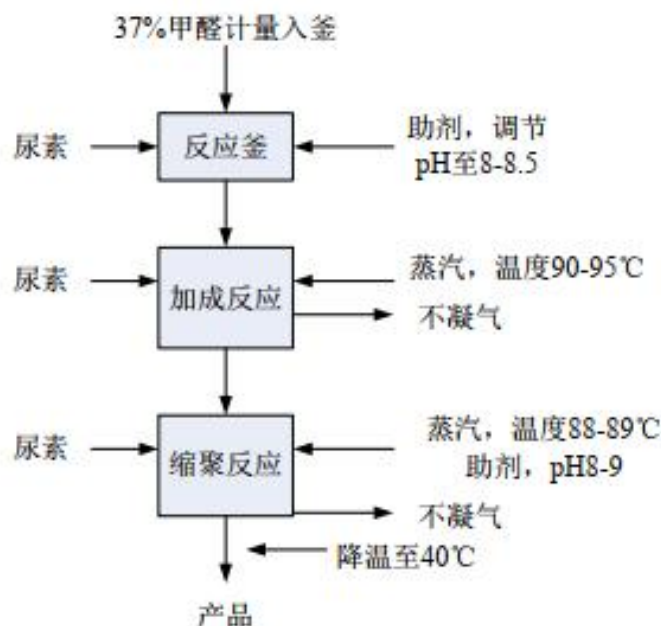 37%甲醛计量入釜
尿素
反应釜
助剂，调节
pH至8-8.5
尿素
加成反应
蒸汽，温度90-95℃
不凝气
尿素
缩聚反应
蒸汽，温度88-89℃
助剂，pH8-9
不凝气
降温至40℃
产品